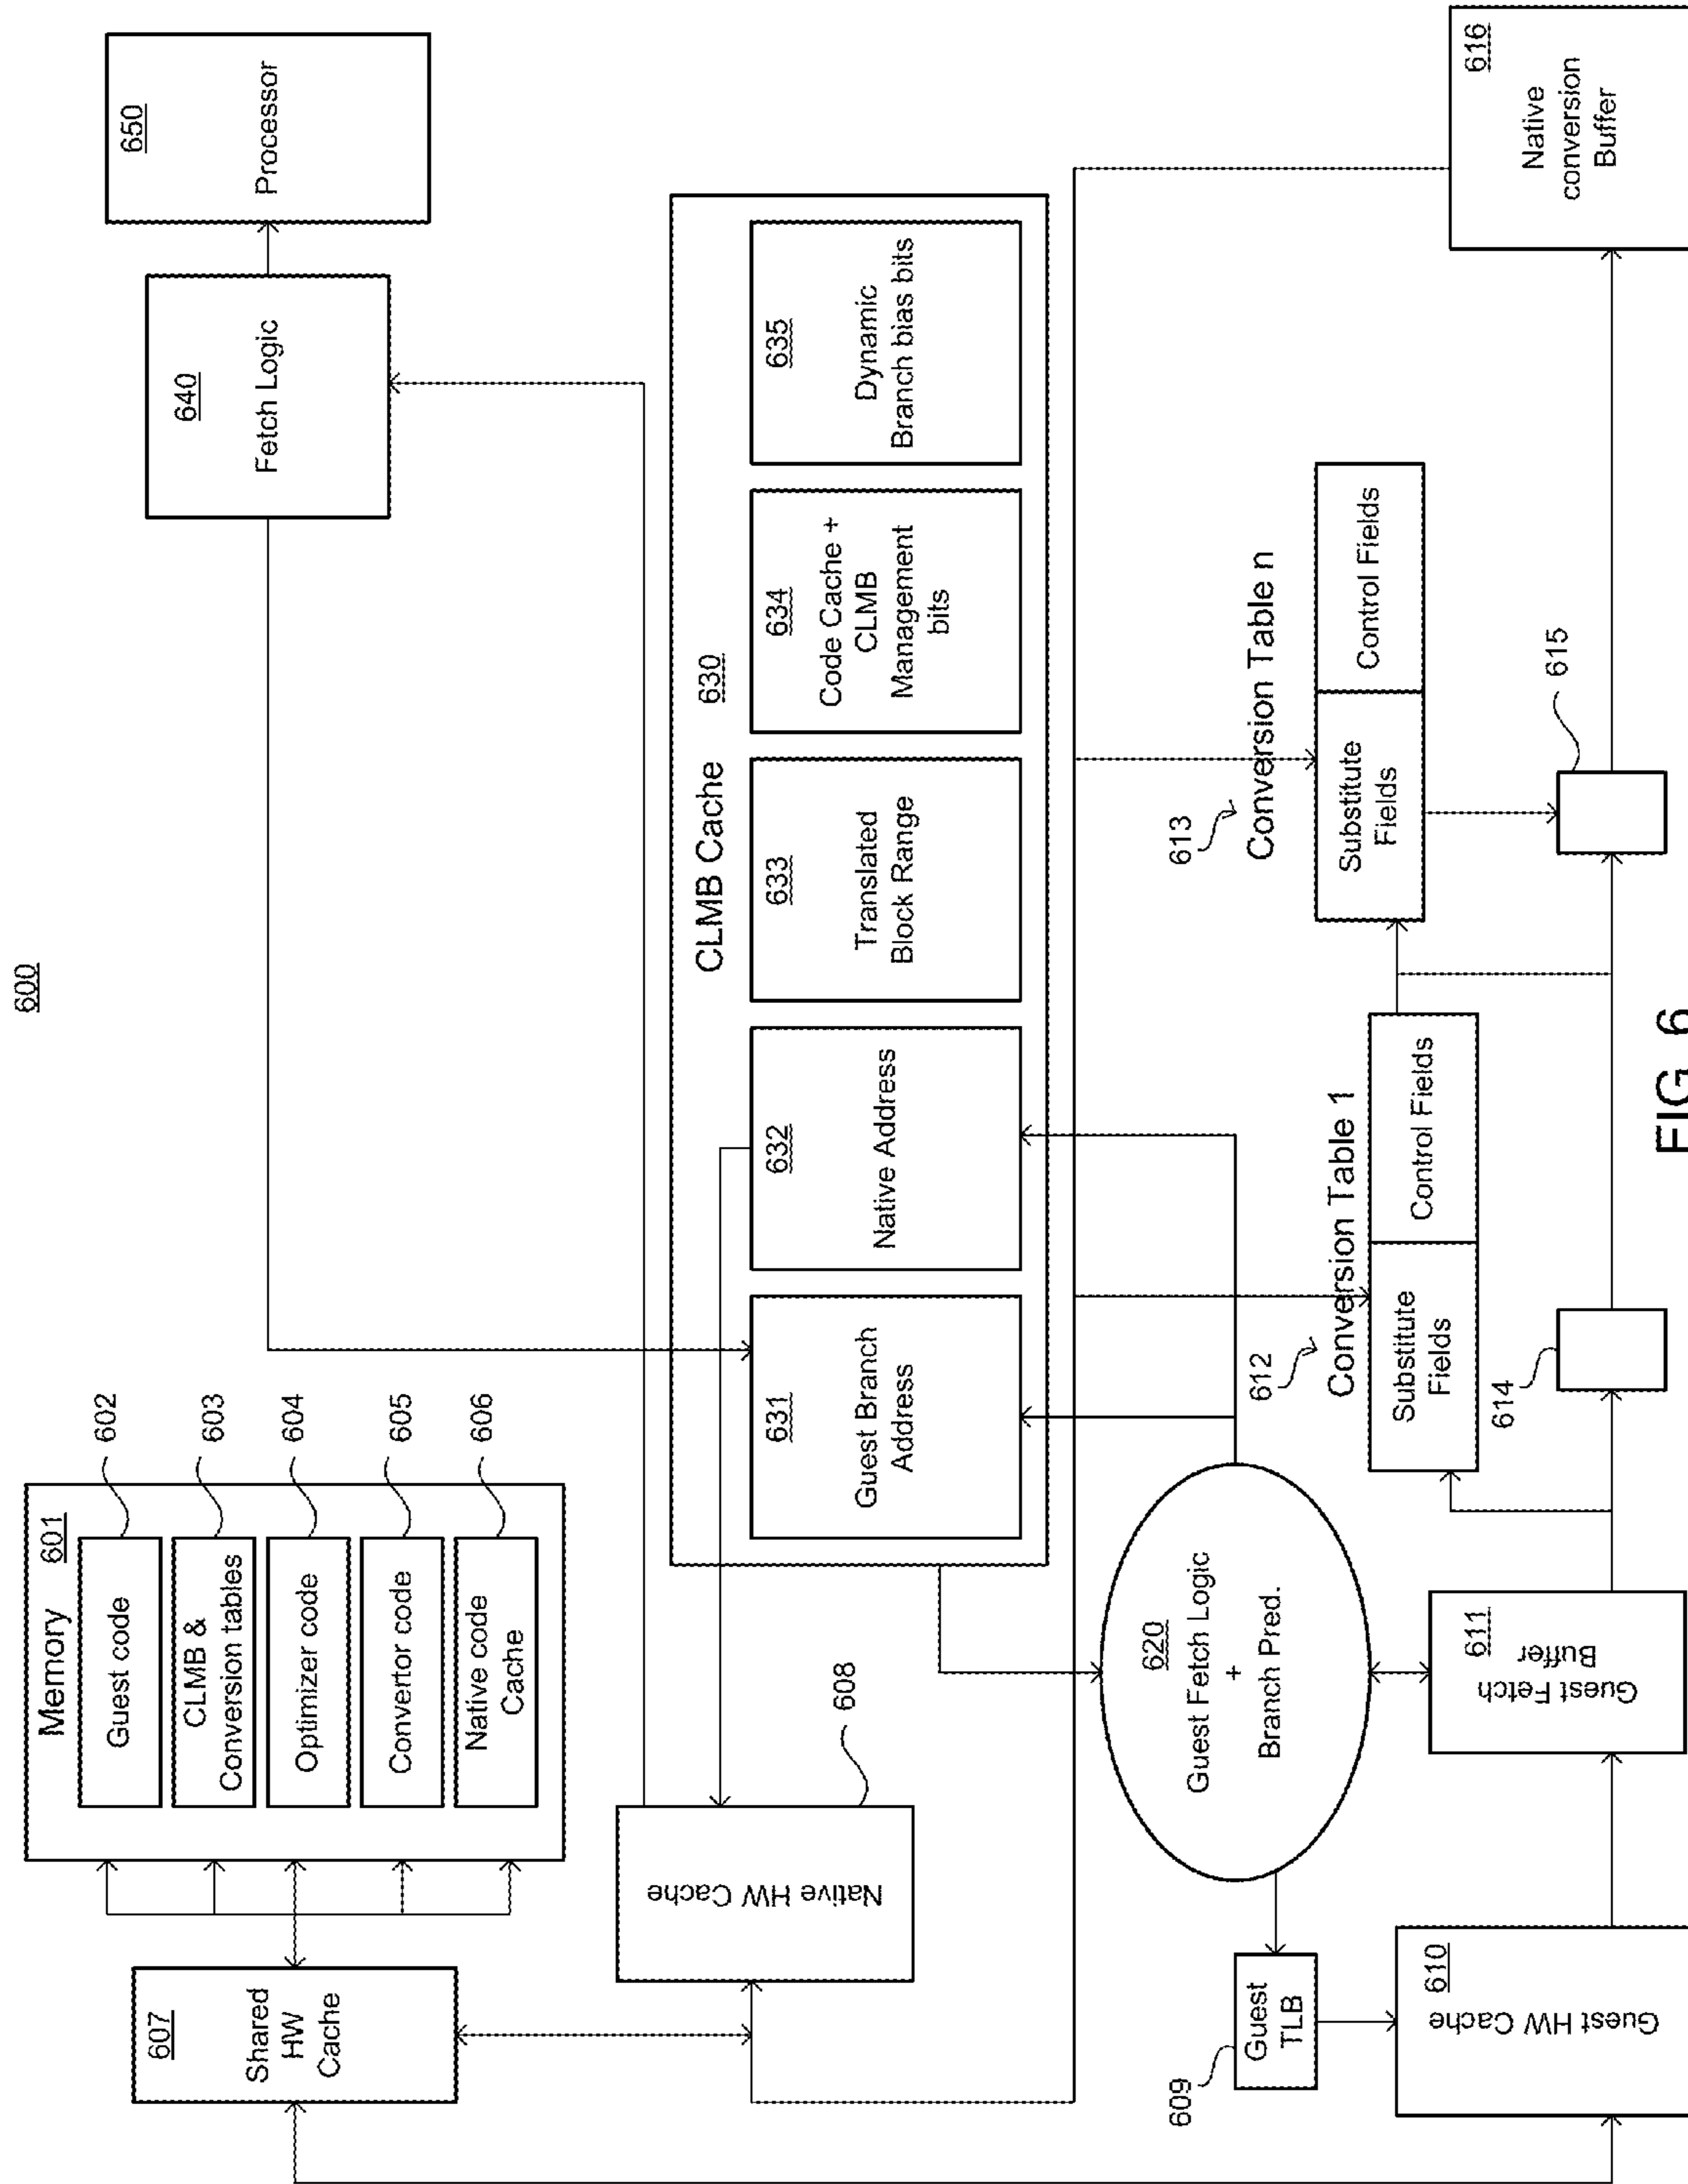 600
Memory
601
Guest code
CLMB &
Conversion tables
Optimizer code
Convertor code
Native code
Cache
602
603
604
605
606
607
Shared
HW
Cache
640
Fetch Logic
650
Processor
608
Native HW Cache
CLMB Cache
630
631
Guest Branch
Address
632
Native Address
633
Translated
Block Range
634
Code Cache +
CLMB
Management
bits
635
Dynamic
Branch bias bits
620
Guest Fetch Logic
+
Branch Pred.
609
Guest
TLB
610
Guest HW Cache
611
Guest Fetch
Buffer
612
Conversion Table 1
Substitute
Fields
Control Fields
613
Conversion Table n
Substitute
Fields
Control Fields
614
615
616
Native
conversion
Buffer
FIG. 6